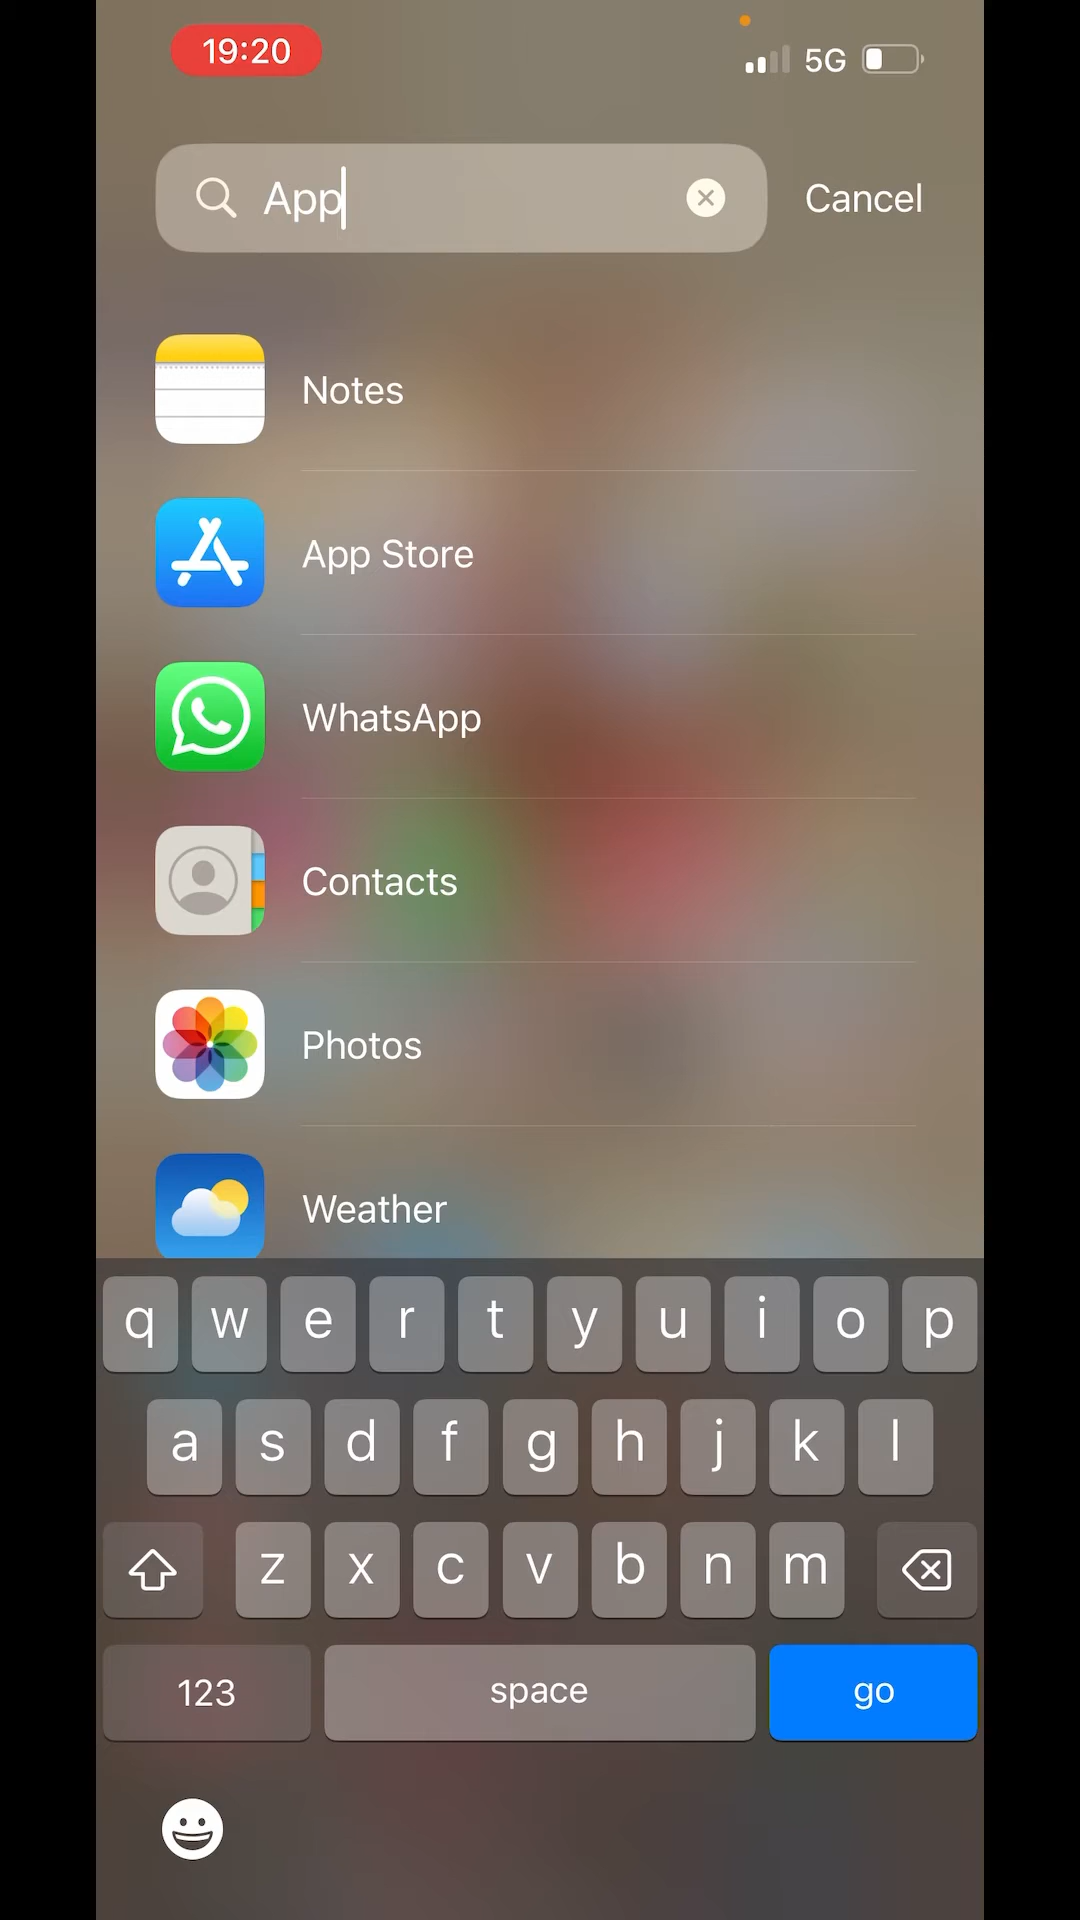 19:20
5G
App
Cancel
Notes
App Store
WhatsApp
Contacts
Photos
Weather
q w e r t y u i o p
a s d f g h j k l
z x c v b n m
123 space go